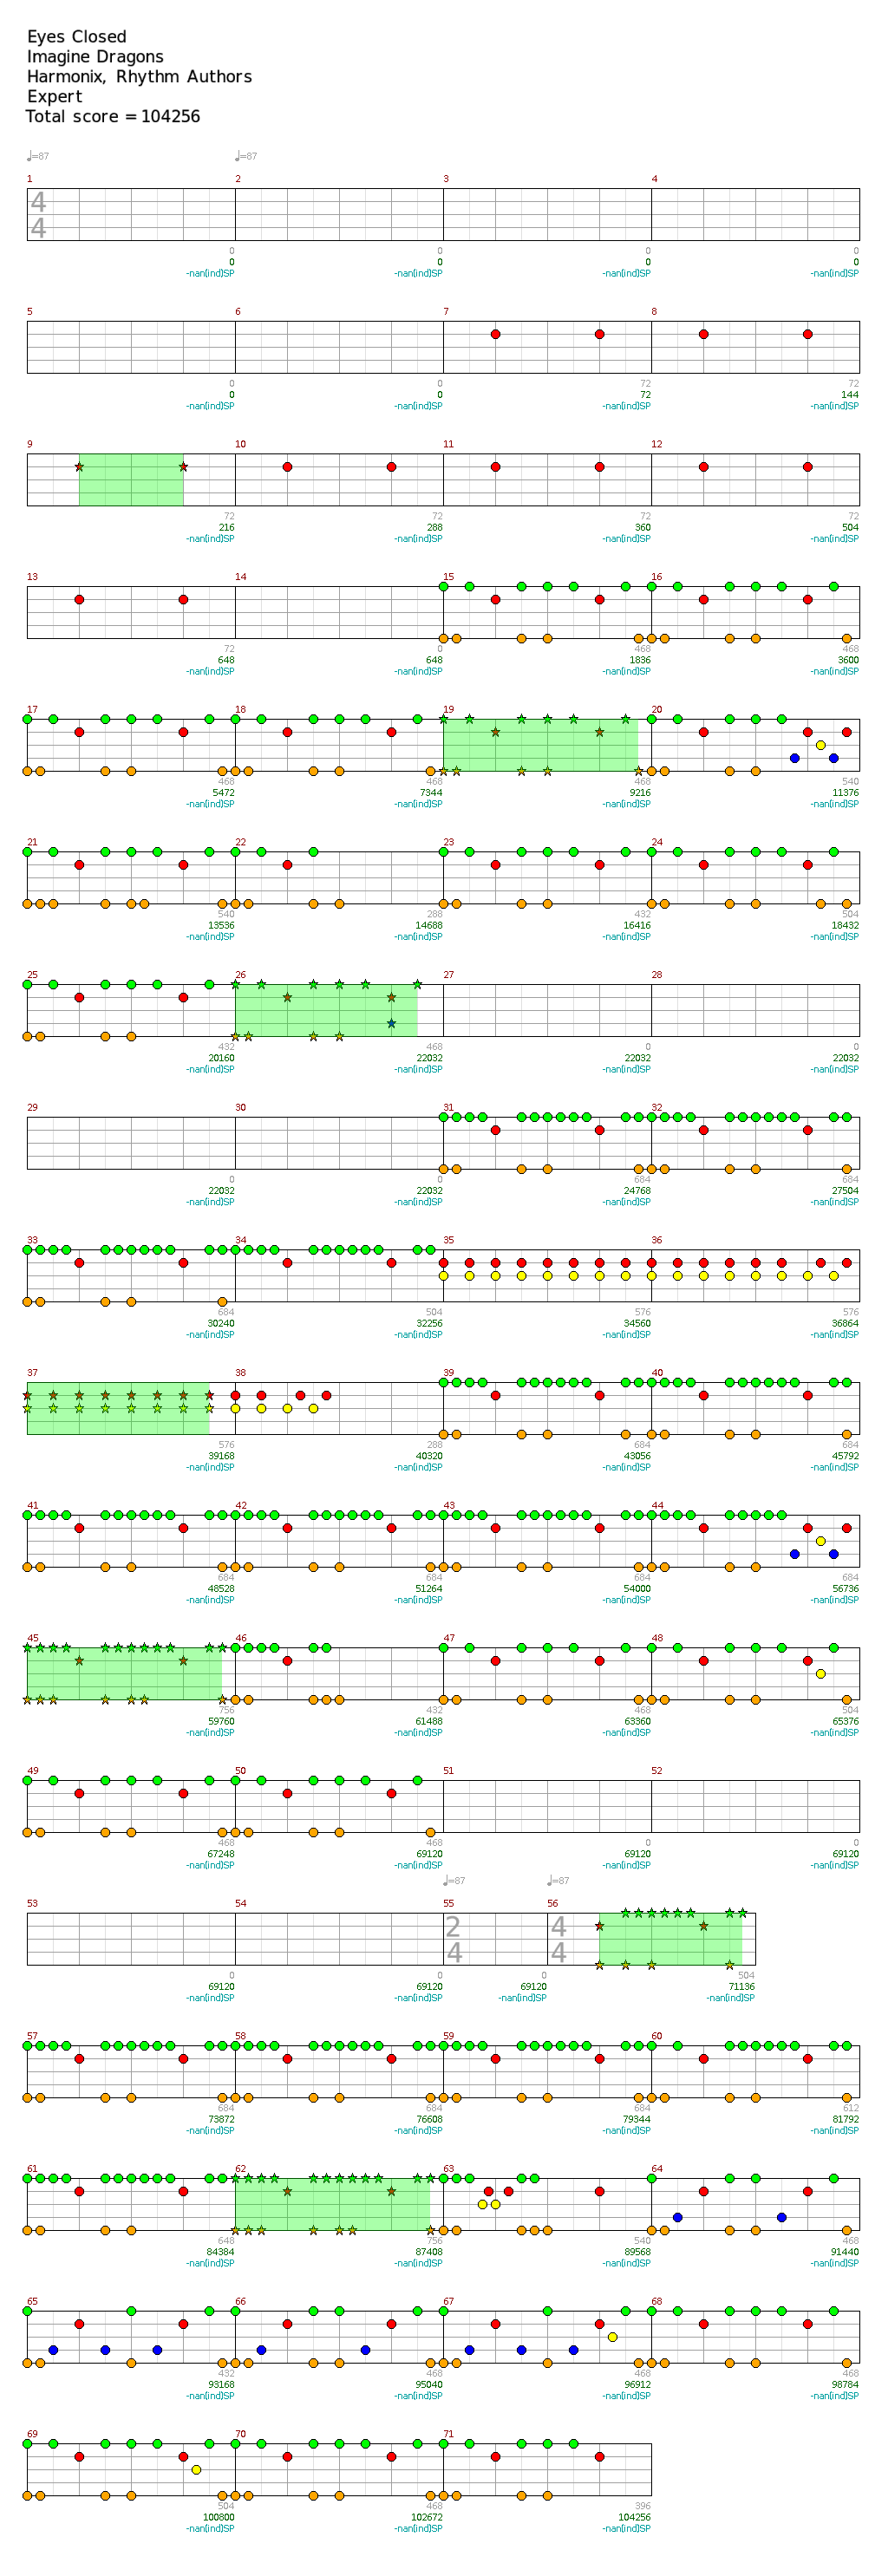 Eyes Closed
Imagine Dragons
Harmonix, Rhythm Authors
Expert
Total score = 104256
♩=87 ♩=87
1 2 3 4
4
4
0 0 0 0
0 0 0 0
-nan(ind)SP -nan(ind)SP -nan(ind)SP -nan(ind)SP
5 6 7 8
0 0 72 72
0 0 72 144
-nan(ind)SP -nan(ind)SP -nan(ind)SP -nan(ind)SP
9 10 11 12
72 72 72 72
216 288 360 504
-nan(ind)SP -nan(ind)SP -nan(ind)SP -nan(ind)SP
13 14 15 16
72 0 468 468
648 648 1836 3600
-nan(ind)SP -nan(ind)SP -nan(ind)SP -nan(ind)SP
17 18 19 20
468 468 468 540
5472 7344 9216 11376
-nan(ind)SP -nan(ind)SP -nan(ind)SP -nan(ind)SP
21 22 23 24
540 288 432 504
13536 14688 16416 18432
-nan(ind)SP -nan(ind)SP -nan(ind)SP -nan(ind)SP
25 26 27 28
432 468 0 0
20160 22032 22032 22032
-nan(ind)SP -nan(ind)SP -nan(ind)SP -nan(ind)SP
29 30 31 32
0 0 684 684
22032 22032 24768 27504
-nan(ind)SP -nan(ind)SP -nan(ind)SP -nan(ind)SP
33 34 35 36
684 504 576 576
30240 32256 34560 36864
-nan(ind)SP -nan(ind)SP -nan(ind)SP -nan(ind)SP
37 38 39 40
576 288 684 684
39168 40320 43056 45792
-nan(ind)SP -nan(ind)SP -nan(ind)SP -nan(ind)SP
41 42 43 44
684 684 684 684
48528 51264 54000 56736
-nan(ind)SP -nan(ind)SP -nan(ind)SP -nan(ind)SP
45 46 47 48
756 432 468 504
59760 61488 63360 65376
-nan(ind)SP -nan(ind)SP -nan(ind)SP -nan(ind)SP
49 50 51 52
468 468 0 0
67248 69120 69120 69120
-nan(ind)SP -nan(ind)SP -nan(ind)SP -nan(ind)SP
♩=87 ♩=87
53 54 55 56
2 4
4 4
0 0 0 504
69120 69120 69120 71136
-nan(ind)SP -nan(ind)SP -nan(ind)SP -nan(ind)SP
57 58 59 60
684 684 684 612
73872 76608 79344 81792
-nan(ind)SP -nan(ind)SP -nan(ind)SP -nan(ind)SP
61 62 63 64
648 756 540 468
84384 87408 89568 91440
-nan(ind)SP -nan(ind)SP -nan(ind)SP -nan(ind)SP
65 66 67 68
432 468 468 468
93168 95040 96912 98784
-nan(ind)SP -nan(ind)SP -nan(ind)SP -nan(ind)SP
69 70 71
504 468 396
100800 102672 104256
-nan(ind)SP -nan(ind)SP -nan(ind)SP